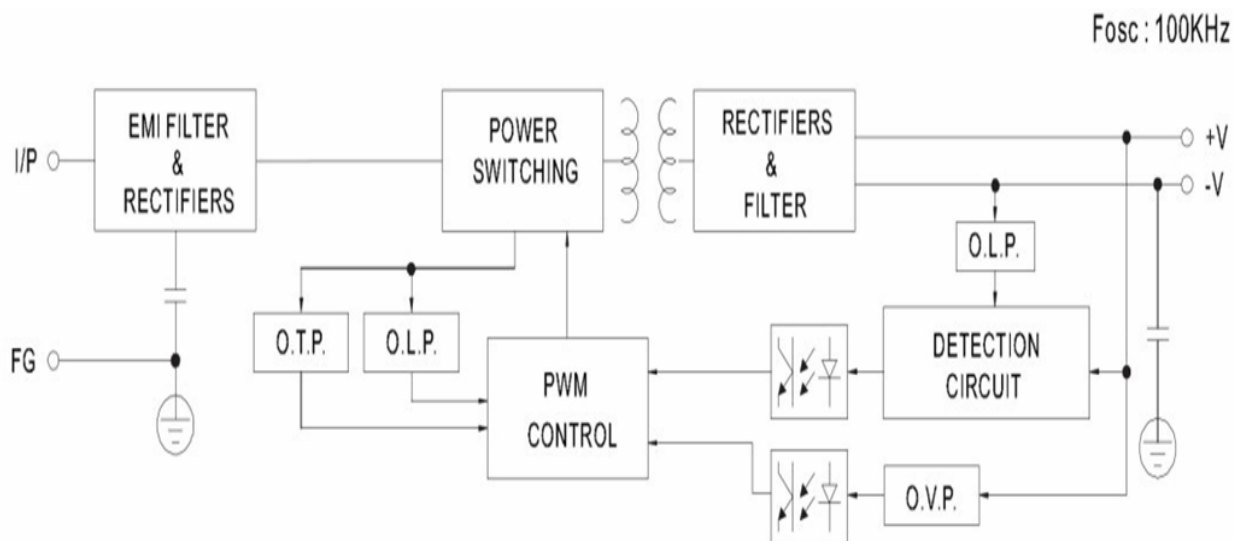 Fosc : 100KHz
I/P
EMI FILTER
&
RECTIFIERS
POWER
SWITCHING
RECTIFIERS
&
FILTER
+V
-V
O.L.P.
O.T.P.
O.L.P.
FG
PWM
CONTROL
DETECTION
CIRCUIT
O.V.P.